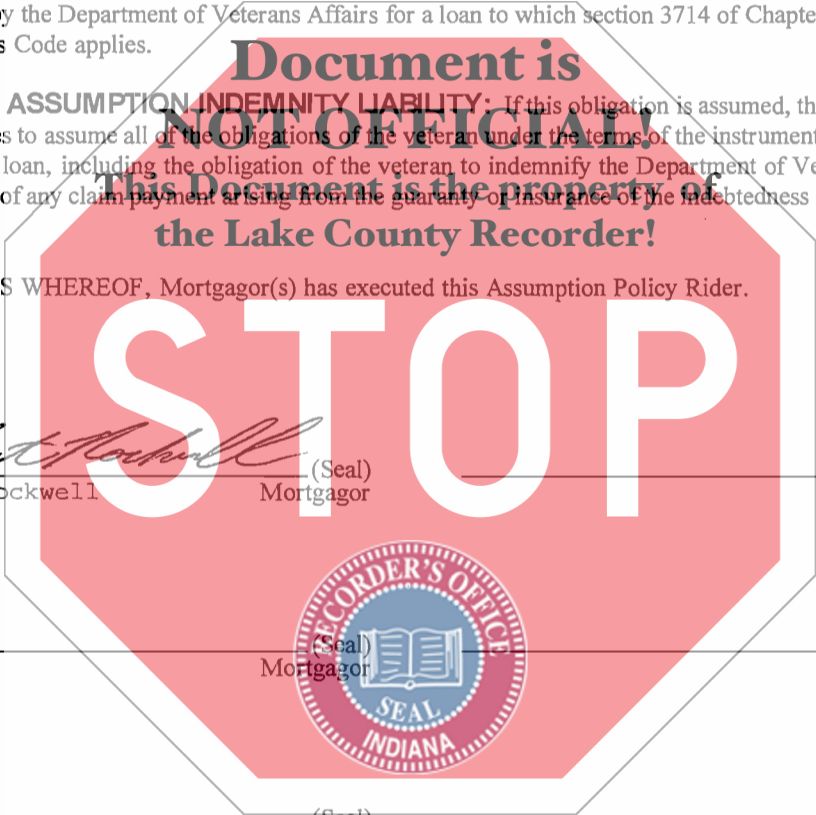 y the Department of Veterans Affairs for a loan to which section 3714 of Chapte
s Code applies.
Document is
ASSUMPTION INDEMNITY LIABILITY: If this obligation is assumed, th
NOT OFFICIAL!
s to assume all of the obligations of the veteran under the terms of the instrument
loan, including the obligation of the veteran to indemnify the Department of Ve
This Document is the property of
of any claim payment arising from the guaranty or insurance of the indebtedness
the Lake County Recorder!
S WHEREOF, Mortgagor(s) has executed this Assumption Policy Rider.
STOP
(Seal)
ockwell
Mortgagor
RECORDER'S OFFICE
(Seal)
Mortgagor
SEAL
INDIANA
(Seal)